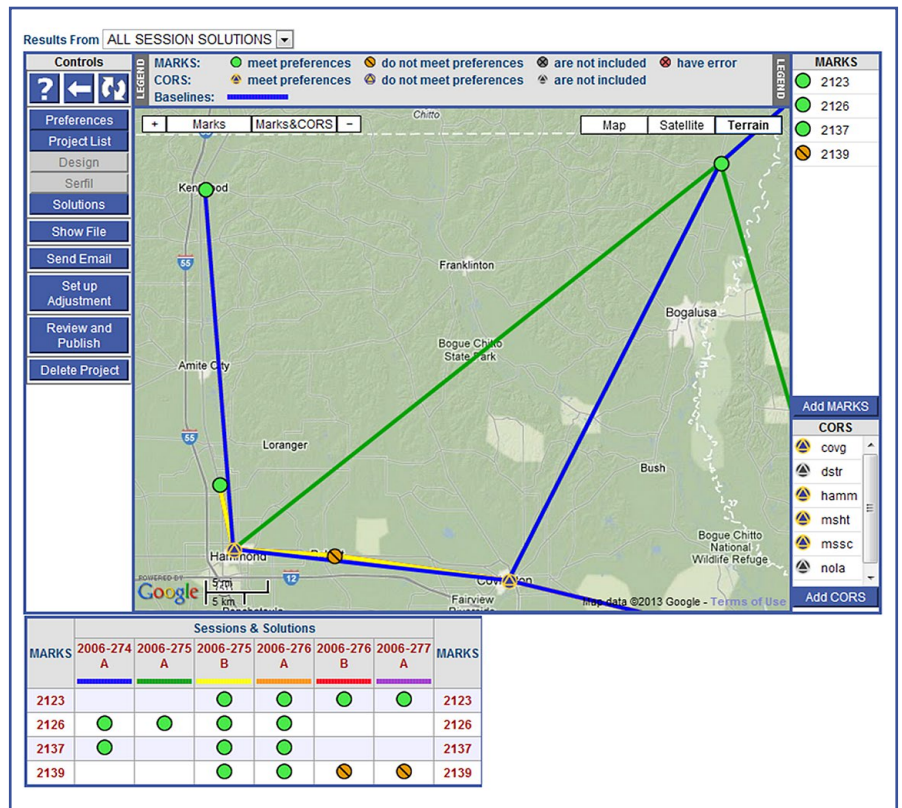 Results From ALL SESSION SOLUTIONS
Controls
?
Preferences
Project List
Design
Serfil
Solutions
Show File
Send Email
Set up
Adjustment
Review and
Publish
Delete Project
LEGEND
MARKS: meet preferences do not meet preferences are not included have error
CORS: meet preferences do not meet preferences are not included
Baselines:
LEGEND
+ Marks Marks&CORS −
Map Satellite Terrain
Chitto
55
Franklinton
Bogalusa
Bogue Chitto
State Park
Amite City
55
Loranger
Bush
Bogue Chitto
National
Wildlife Refuge
Hammond
12
Fairview
POWERED BY
Google
5 mi
5 km
Map data ©2013 Google - Terms of Use
MARKS
2123
2126
2137
2139
Add MARKS
CORS
covg
dstr
hamm
msht
mssc
nola
Add CORS
Sessions & Solutions
MARKS 2006-274 2006-275 2006-275 2006-276 2006-276 2006-277 MARKS
A A B A B A
2123 2123
2126 2126
2137 2137
2139 2139